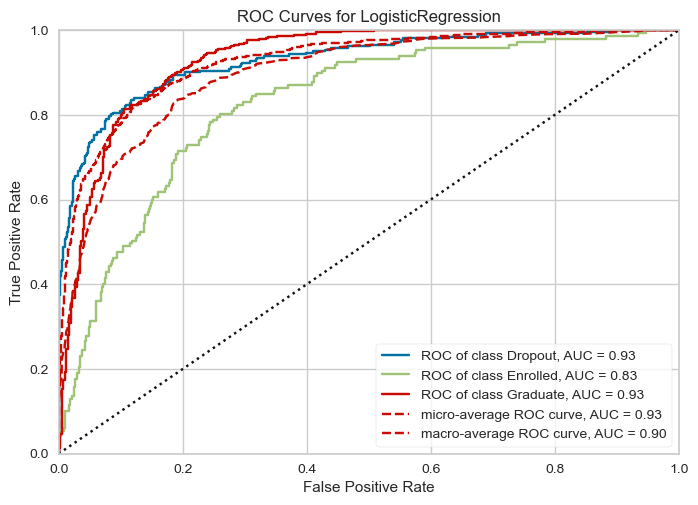 ROC Curves for LogisticRegression
1.0
0.8
0.6
0.4
0.2
0.0
True Positive Rate
ROC of class Dropout, AUC = 0.93
ROC of class Enrolled, AUC = 0.83
ROC of class Graduate, AUC = 0.93
micro-average ROC curve, AUC = 0.93
macro-average ROC curve, AUC = 0.90
0.0 0.2 0.4 0.6 0.8 1.0
False Positive Rate